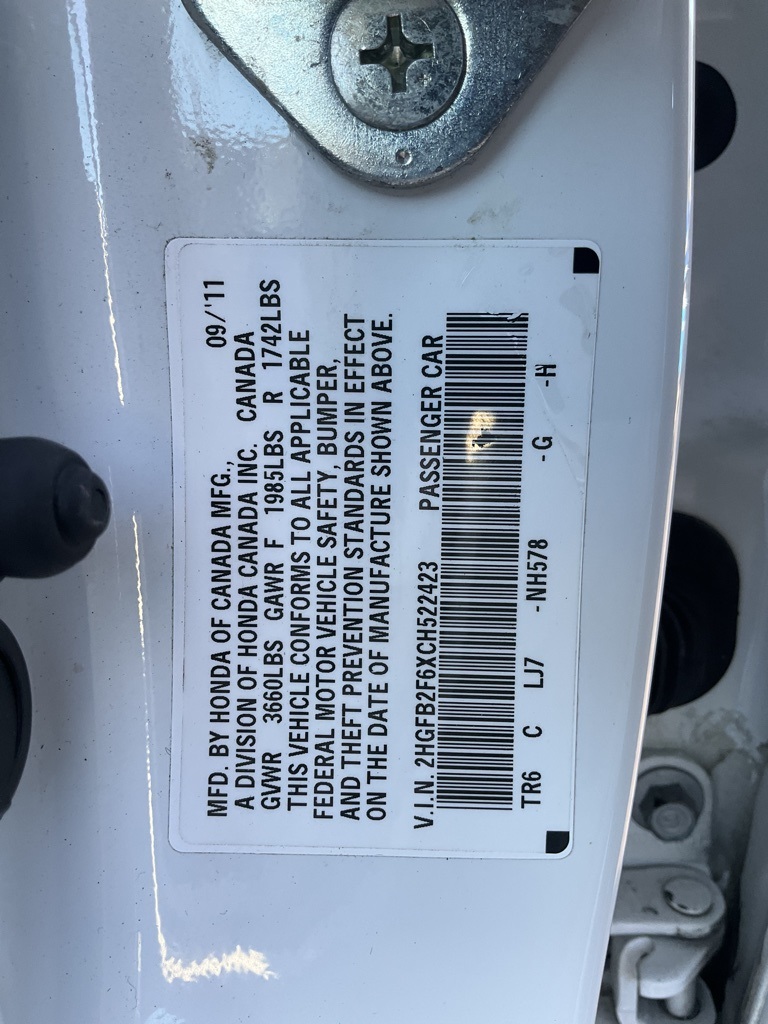 MFD. BY HONDA OF CANADA MFG., 09/'11
A DIVISION OF HONDA CANADA INC. CANADA
GVWR 3660LBS GAWR F 1985LBS R 1742LBS
THIS VEHICLE CONFORMS TO ALL APPLICABLE
FEDERAL MOTOR VEHICLE SAFETY, BUMPER,
AND THEFT PREVENTION STANDARDS IN EFFECT
ON THE DATE OF MANUFACTURE SHOWN ABOVE.
V.I.N. 2HGFB2F6XCH522423 PASSENGER CAR
TR6 C LJ7 -NH578 -G -H